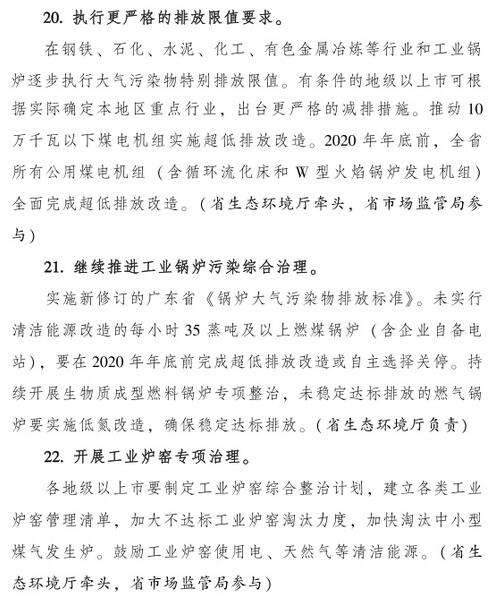 20. 执行更严格的排放限值要求。
在钢铁、石化、水泥、化工、有色金属冶炼等行业和工业锅
炉逐步执行大气污染物特别排放限值。有条件的地级以上市可根
据实际确定本地区重点行业，出台更严格的减排措施。推动 10
万千瓦以下煤电机组实施超低排放改造。2020 年年底前，全省
所有公用煤电机组（含循环流化床和 W 型火焰锅炉发电机组）
全面完成超低排放改造。（省生态环境厅牵头，省市场监管局参
与）
21. 继续推进工业锅炉污染综合治理。
实施新修订的广东省《锅炉大气污染物排放标准》。未实行
清洁能源改造的每小时 35 蒸吨及以上燃煤锅炉（含企业自备电
站），要在 2020 年年底前完成超低排放改造或自主选择关停。持
续开展生物质成型燃料锅炉专项整治，未稳定达标排放的燃气锅
炉要实施低氮改造，确保稳定达标排放。（省生态环境厅负责）
22. 开展工业炉窑专项治理。
各地级以上市要制定工业炉窑综合整治计划，建立各类工业
炉窑管理清单，加大不达标工业炉窑淘汰力度，加快淘汰中小型
煤气发生炉。鼓励工业炉窑使用电、天然气等清洁能源。（省生
态环境厅牵头，省市场监管局参与）